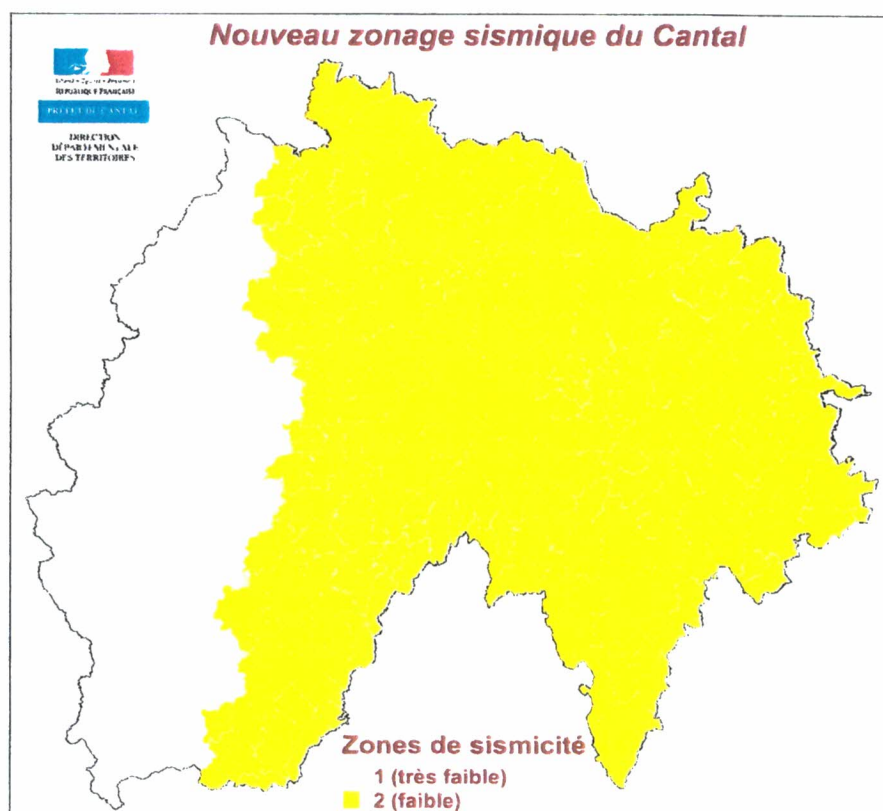 Nouveau zonage sismique du Cantal
RÉPUBLIQUE FRANÇAISE
PRÉFET DU CANTAL
DIRECTION
DÉPARTEMENTALE
DES TERRITOIRES
Zones de sismicité
1 (très faible)
2 (faible)